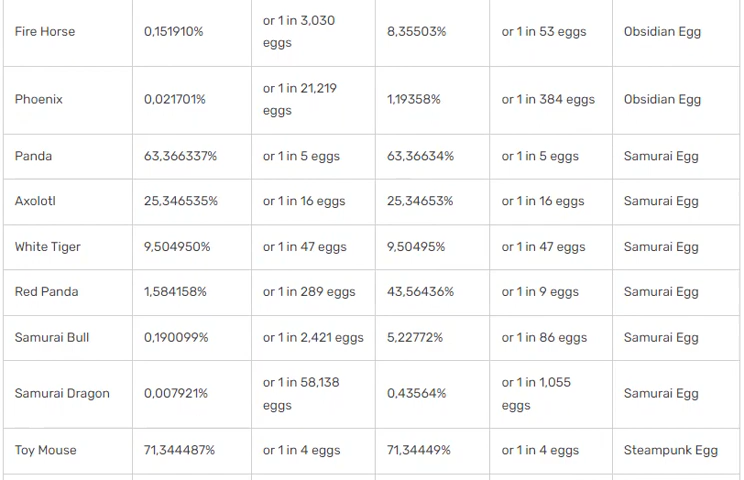 Fire Horse 0,151910% or 1 in 3,030 eggs 8,35503% or 1 in 53 eggs Obsidian Egg
Phoenix 0,021701% or 1 in 21,219 eggs 1,19358% or 1 in 384 eggs Obsidian Egg
Panda 63,366337% or 1 in 5 eggs 63,36634% or 1 in 5 eggs Samurai Egg
Axolotl 25,346535% or 1 in 16 eggs 25,34653% or 1 in 16 eggs Samurai Egg
White Tiger 9,504950% or 1 in 47 eggs 9,50495% or 1 in 47 eggs Samurai Egg
Red Panda 1,584158% or 1 in 289 eggs 43,56436% or 1 in 9 eggs Samurai Egg
Samurai Bull 0,190099% or 1 in 2,421 eggs 5,22772% or 1 in 86 eggs Samurai Egg
Samurai Dragon 0,007921% or 1 in 58,138 eggs 0,43564% or 1 in 1,055 eggs Samurai Egg
Toy Mouse 71,344487% or 1 in 4 eggs 71,34449% or 1 in 4 eggs Steampunk Egg